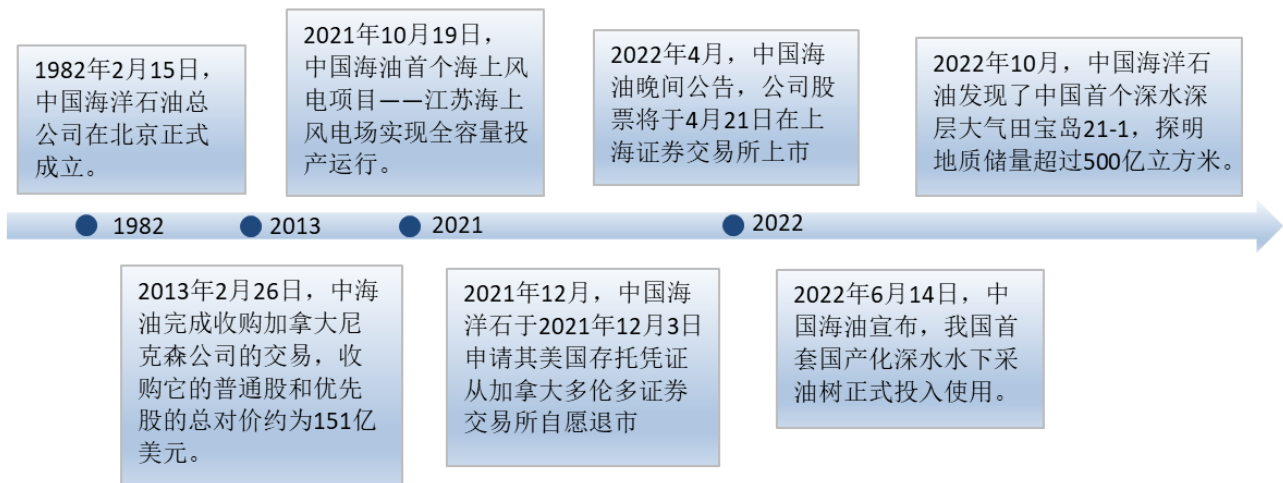 1982年2月15日，
中国海洋石油总
公司在北京正式
成立。
2021年10月19日，
中国海油首个海上风
电项目——江苏海上
风电场实现全容量投
产运行。
2022年4月，中国海
油晚间公告，公司股
票将于4月21日在上
海证券交易所上市
2022年10月，中国海洋石
油发现了中国首个深水深
层大气田宝岛21-1，探明
地质储量超过500亿立方米。
1982
2013
2021
2022
2013年2月26日，中海
油完成收购加拿大尼
克森公司的交易，收
购它的普通股和优先
股的总对价约为151亿
美元。
2021年12月，中国海
洋石于2021年12月3日
申请其美国存托凭证
从加拿大多伦多证券
交易所自愿退市
2022年6月14日，中
国海油宣布，我国首
套国产化深水水下采
油树正式投入使用。